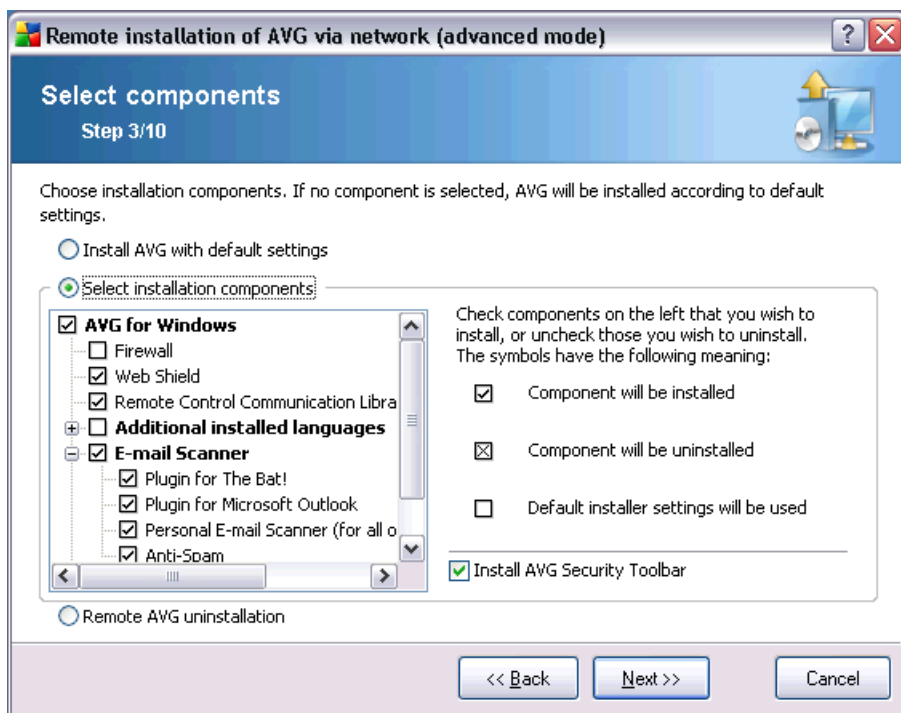 Remote installation of AVG via network (advanced mode)
Select components
Step 3/10
Choose installation components. If no component is selected, AVG will be installed according to default
settings.
Install AVG with default settings
Select installation components
AVG for Windows
Firewall
Web Shield
Remote Control Communication Libra
Additional installed languages
E-mail Scanner
Plugin for The Bat!
Plugin for Microsoft Outlook
Personal E-mail Scanner (for all o
Anti-Spam
Check components on the left that you wish to
install, or uncheck those you wish to uninstall.
The symbols have the following meaning:
Component will be installed
Component will be uninstalled
Default installer settings will be used
Install AVG Security Toolbar
Remote AVG uninstallation
<< Back
Next >>
Cancel